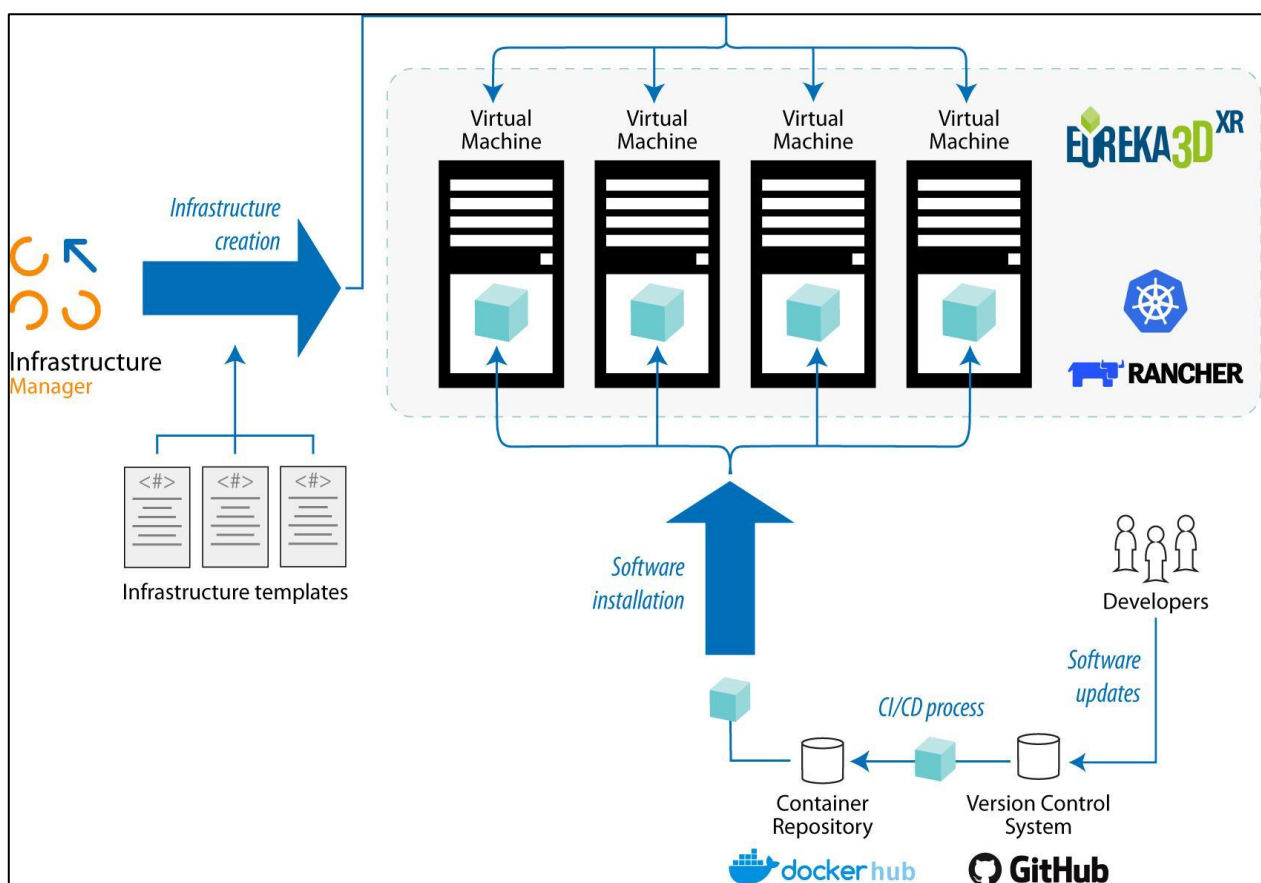 Virtual
Machine
Virtual
Machine
Virtual
Machine
Virtual
Machine
EUREKA3D XR
Infrastructure
creation
Infrastructure
Manager
RANCHER
<#>
<#>
<#>
Infrastructure templates
Software
installation
Developers
Software
updates
CI/CD process
Container
Repository
Version Control
System
docker hub
GitHub